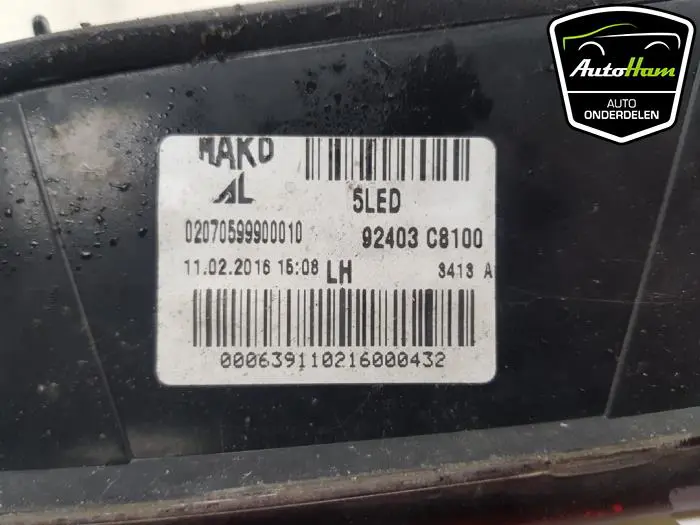 AutoHam
AUTO
ONDERDELEN
MAKO
AL
5LED
02070599900010
92403 C8100
11.02.2016 15:08 LH
3413 A
000639110216000432